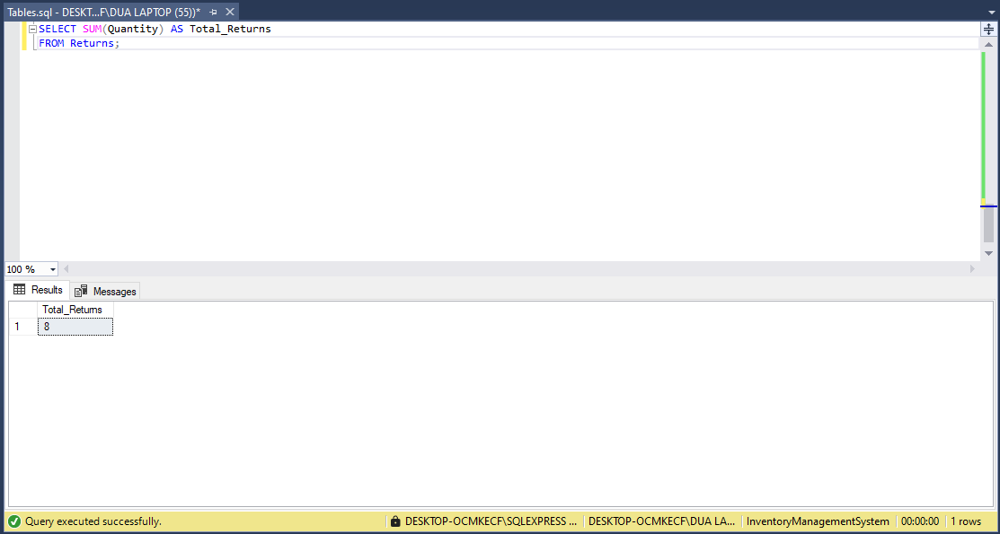 Tables.sql - DESKT...F\DUA LAPTOP (55))*
SELECT SUM(Quantity) AS Total_Returns
FROM Returns;
100 %
Results
Messages
Total_Returns
1 8
Query executed successfully.
DESKTOP-OCMKECF\SQLEXPRESS ...
DESKTOP-OCMKECF\DUA LA...
InventoryManagementSystem
00:00:00
1 rows